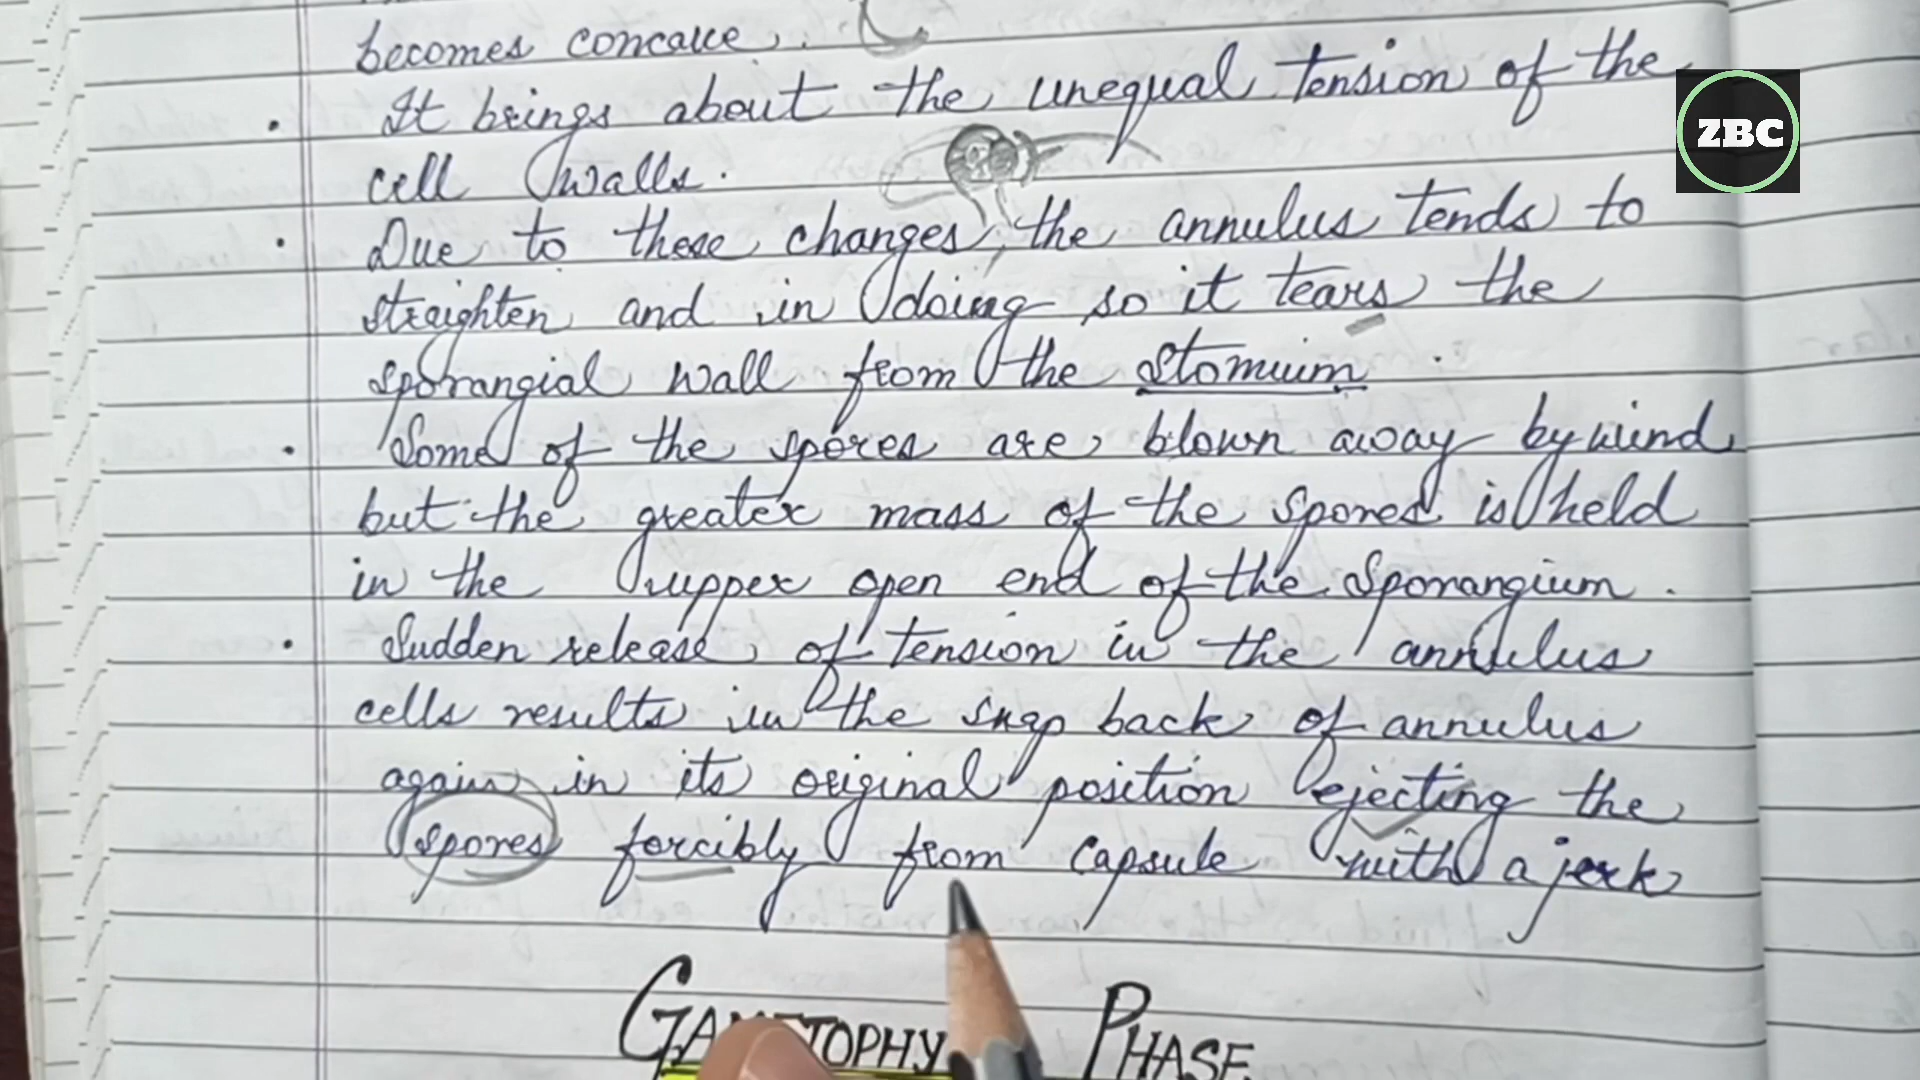 becomes concave.
• It brings about the unequal tension of the
ZBC
cell walls.
• Due to these changes, the annulus tends to
straighten and in doing so it tears the
sporangial wall from the stomium.
• Some of the spores are blown away by wind
but the greater mass of the spores is held
in the upper open end of the sporangium.
• Sudden release of tension in the annulus
cells results in the snap back of annulus
again in its original position ejecting the
spores forcibly from capsule with a jerk
PHASE